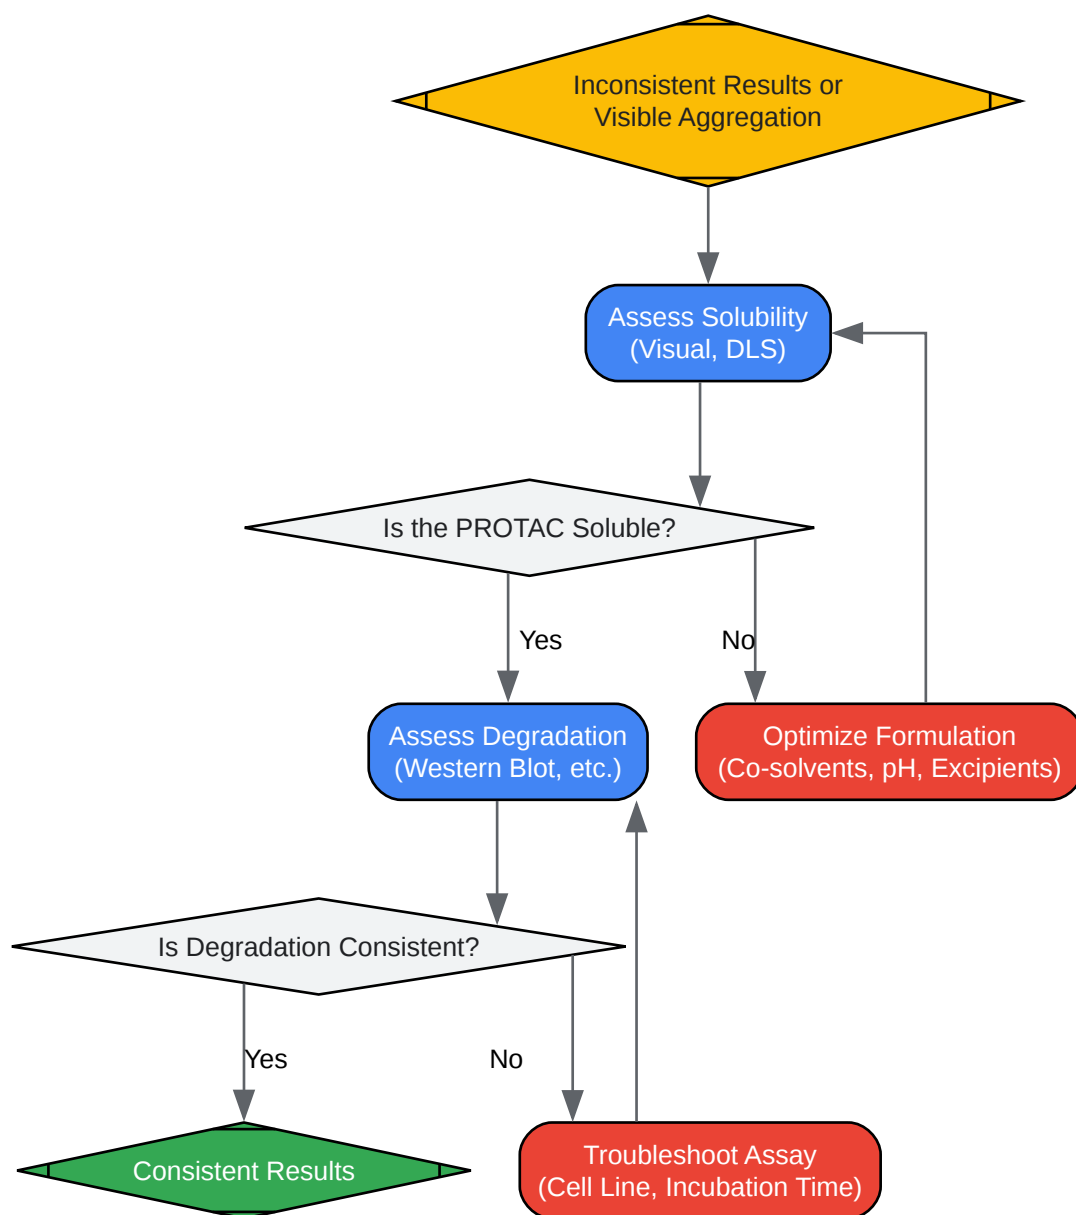 Inconsistent Results or
Visible Aggregation
Assess Solubility
(Visual, DLS)
Is the PROTAC Soluble?
Yes
No
Assess Degradation
(Western Blot, etc.)
Optimize Formulation
(Co-solvents, pH, Excipients)
Is Degradation Consistent?
Yes
No
Consistent Results
Troubleshoot Assay
(Cell Line, Incubation Time)